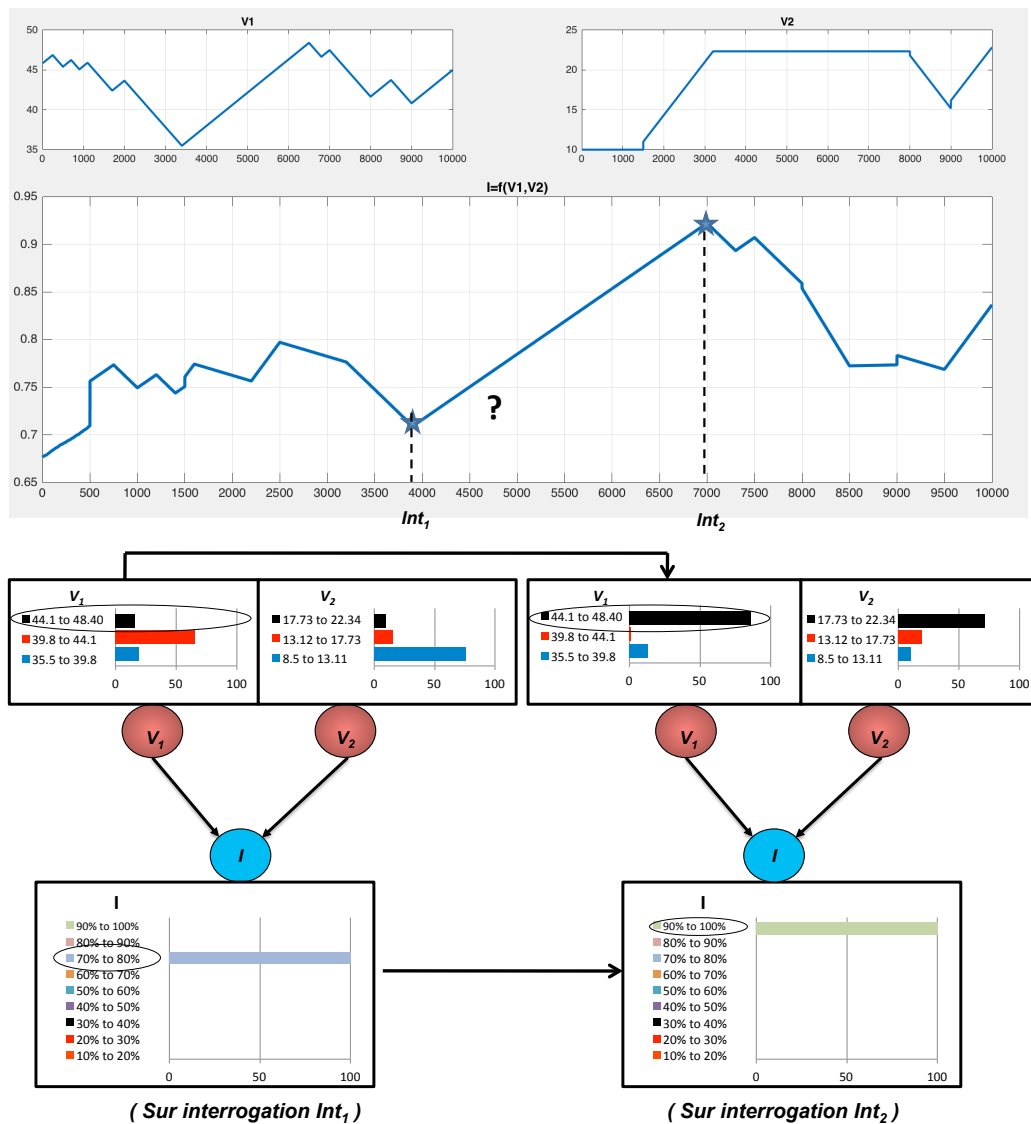 V1
50
45
40
35
0 1000 2000 3000 4000 5000 6000 7000 8000 9000 10000
V2
25
20
15
10
0 1000 2000 3000 4000 5000 6000 7000 8000 9000 10000
I=f(V1,V2)
0.95
0.9
0.85
0.8
0.75
0.7
0.65
?
0 500 1000 1500 2000 2500 3000 3500 4000 4500 5000 5500 6000 6500 7000 7500 8000 8500 9000 9500 10000
Int1
Int2
V1
44.1 to 48.40
39.8 to 44.1
35.5 to 39.8
0 50 100
V2
17.73 to 22.34
13.12 to 17.73
8.5 to 13.11
0 50 100
V1
44.1 to 48.40
39.8 to 44.1
35.5 to 39.8
0 50 100
V2
17.73 to 22.34
13.12 to 17.73
8.5 to 13.11
0 50 100
V1
V2
V1
V2
I
I
I
90% to 100%
80% to 90%
70% to 80%
60% to 70%
50% to 60%
40% to 50%
30% to 40%
20% to 30%
10% to 20%
0 50 100
I
90% to 100%
80% to 90%
70% to 80%
60% to 70%
50% to 60%
40% to 50%
30% to 40%
20% to 30%
10% to 20%
0 50 100
( Sur interrogation Int1 )
( Sur interrogation Int2 )